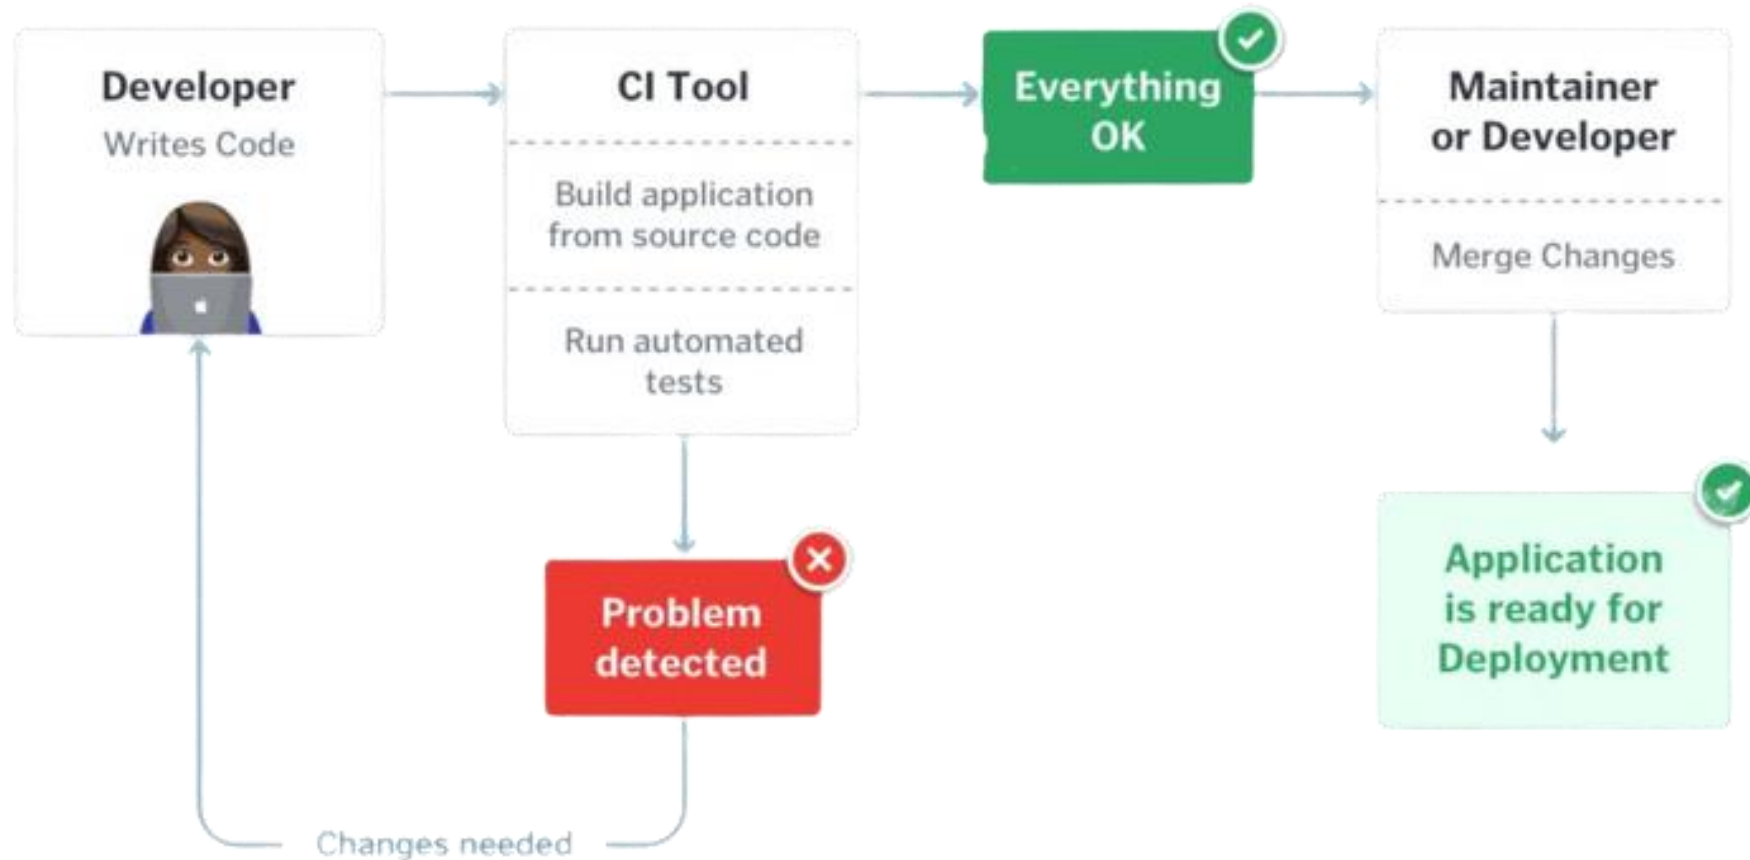 Developer
Writes Code
CI Tool
Build application
from source code
Run automated
tests
Everything
OK
Maintainer
or Developer
Merge Changes
Problem
detected
Application
is ready for
Deployment
Changes needed